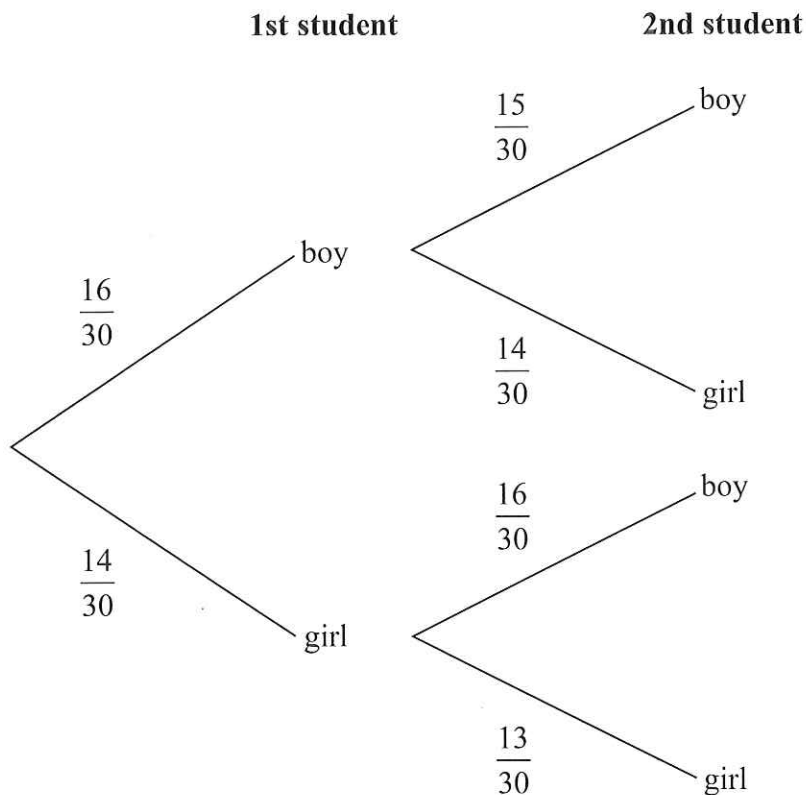 1st student 2nd student
15/30 boy
boy
16/30
14/30 girl
16/30 boy
14/30
girl
13/30 girl